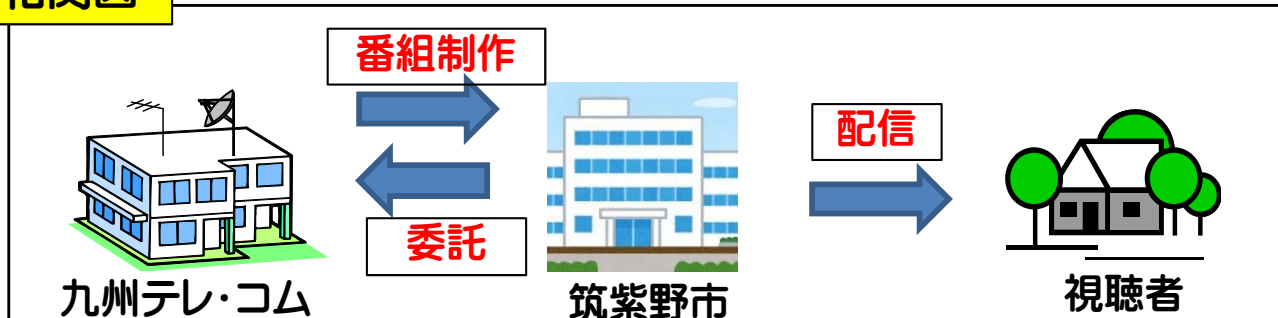 番組制作
配信
委託
九州テレ・コム
筑紫野市
視聴者